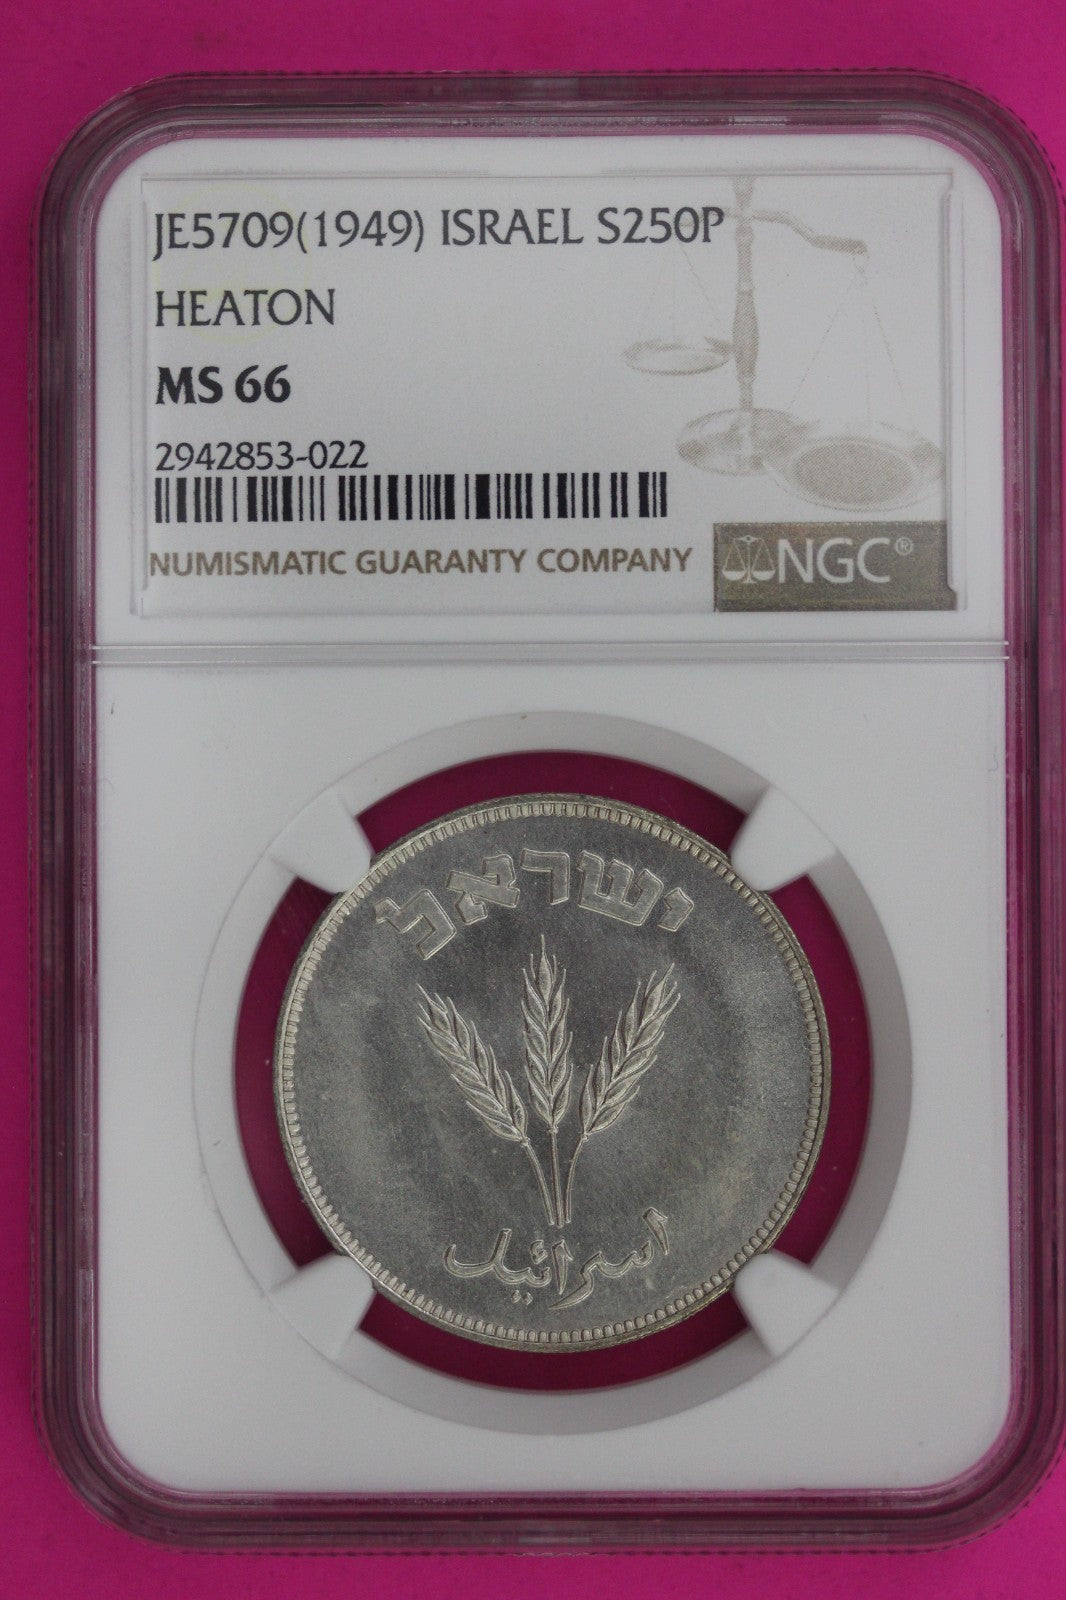 JE5709(1949) ISRAEL S250P
HEATON
MS 66
2942853-022
NUMISMATIC GUARANTY COMPANY
NGC®
ישראל
اسرائيل